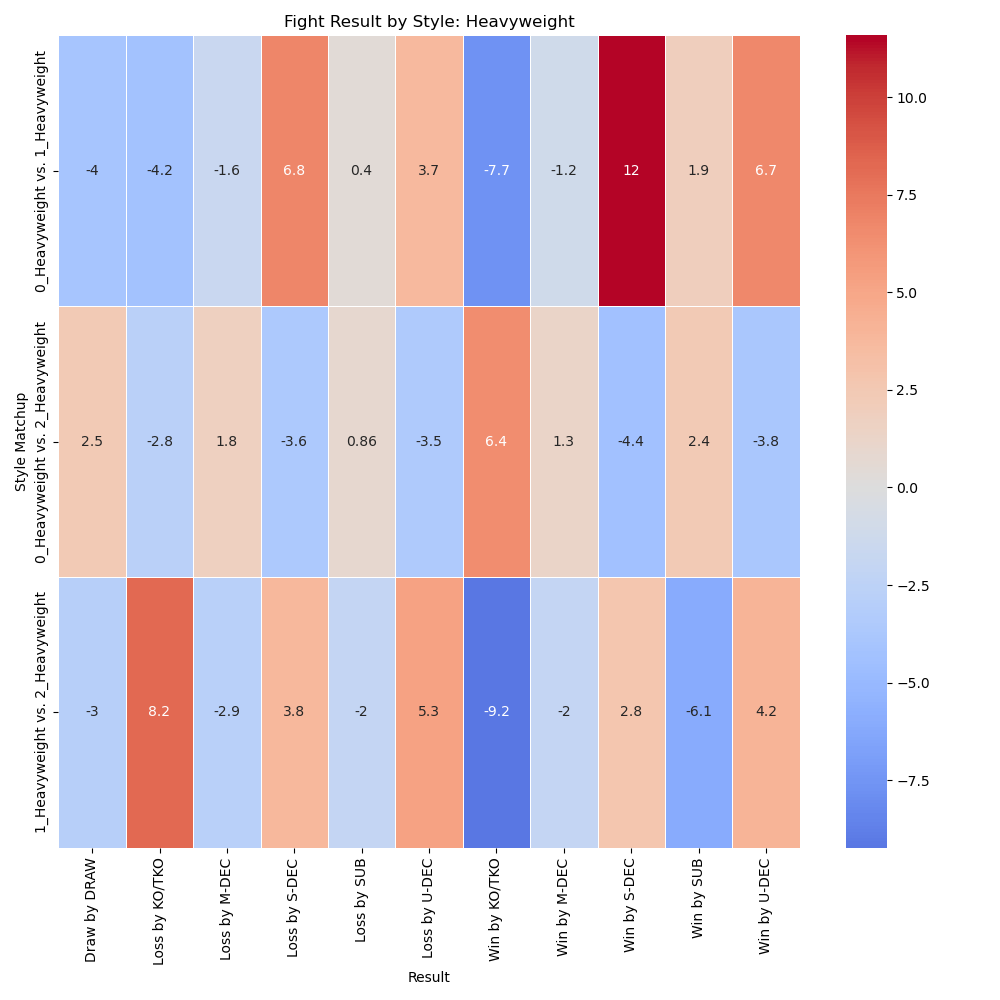 Fight Result by Style: Heavyweight
Style Matchup
0_Heavyweight vs. 1_Heavyweight
-4 -4.2 -1.6 6.8 0.4 3.7 -7.7 -1.2 12 1.9 6.7
0_Heavyweight vs. 2_Heavyweight
2.5 -2.8 1.8 -3.6 0.86 -3.5 6.4 1.3 -4.4 2.4 -3.8
1_Heavyweight vs. 2_Heavyweight
-3 8.2 -2.9 3.8 -2 5.3 -9.2 -2 2.8 -6.1 4.2
Draw by DRAW
Loss by KO/TKO
Loss by M-DEC
Loss by S-DEC
Loss by SUB
Loss by U-DEC
Win by KO/TKO
Win by M-DEC
Win by S-DEC
Win by SUB
Win by U-DEC
Result
10.0
7.5
5.0
2.5
0.0
−2.5
−5.0
−7.5